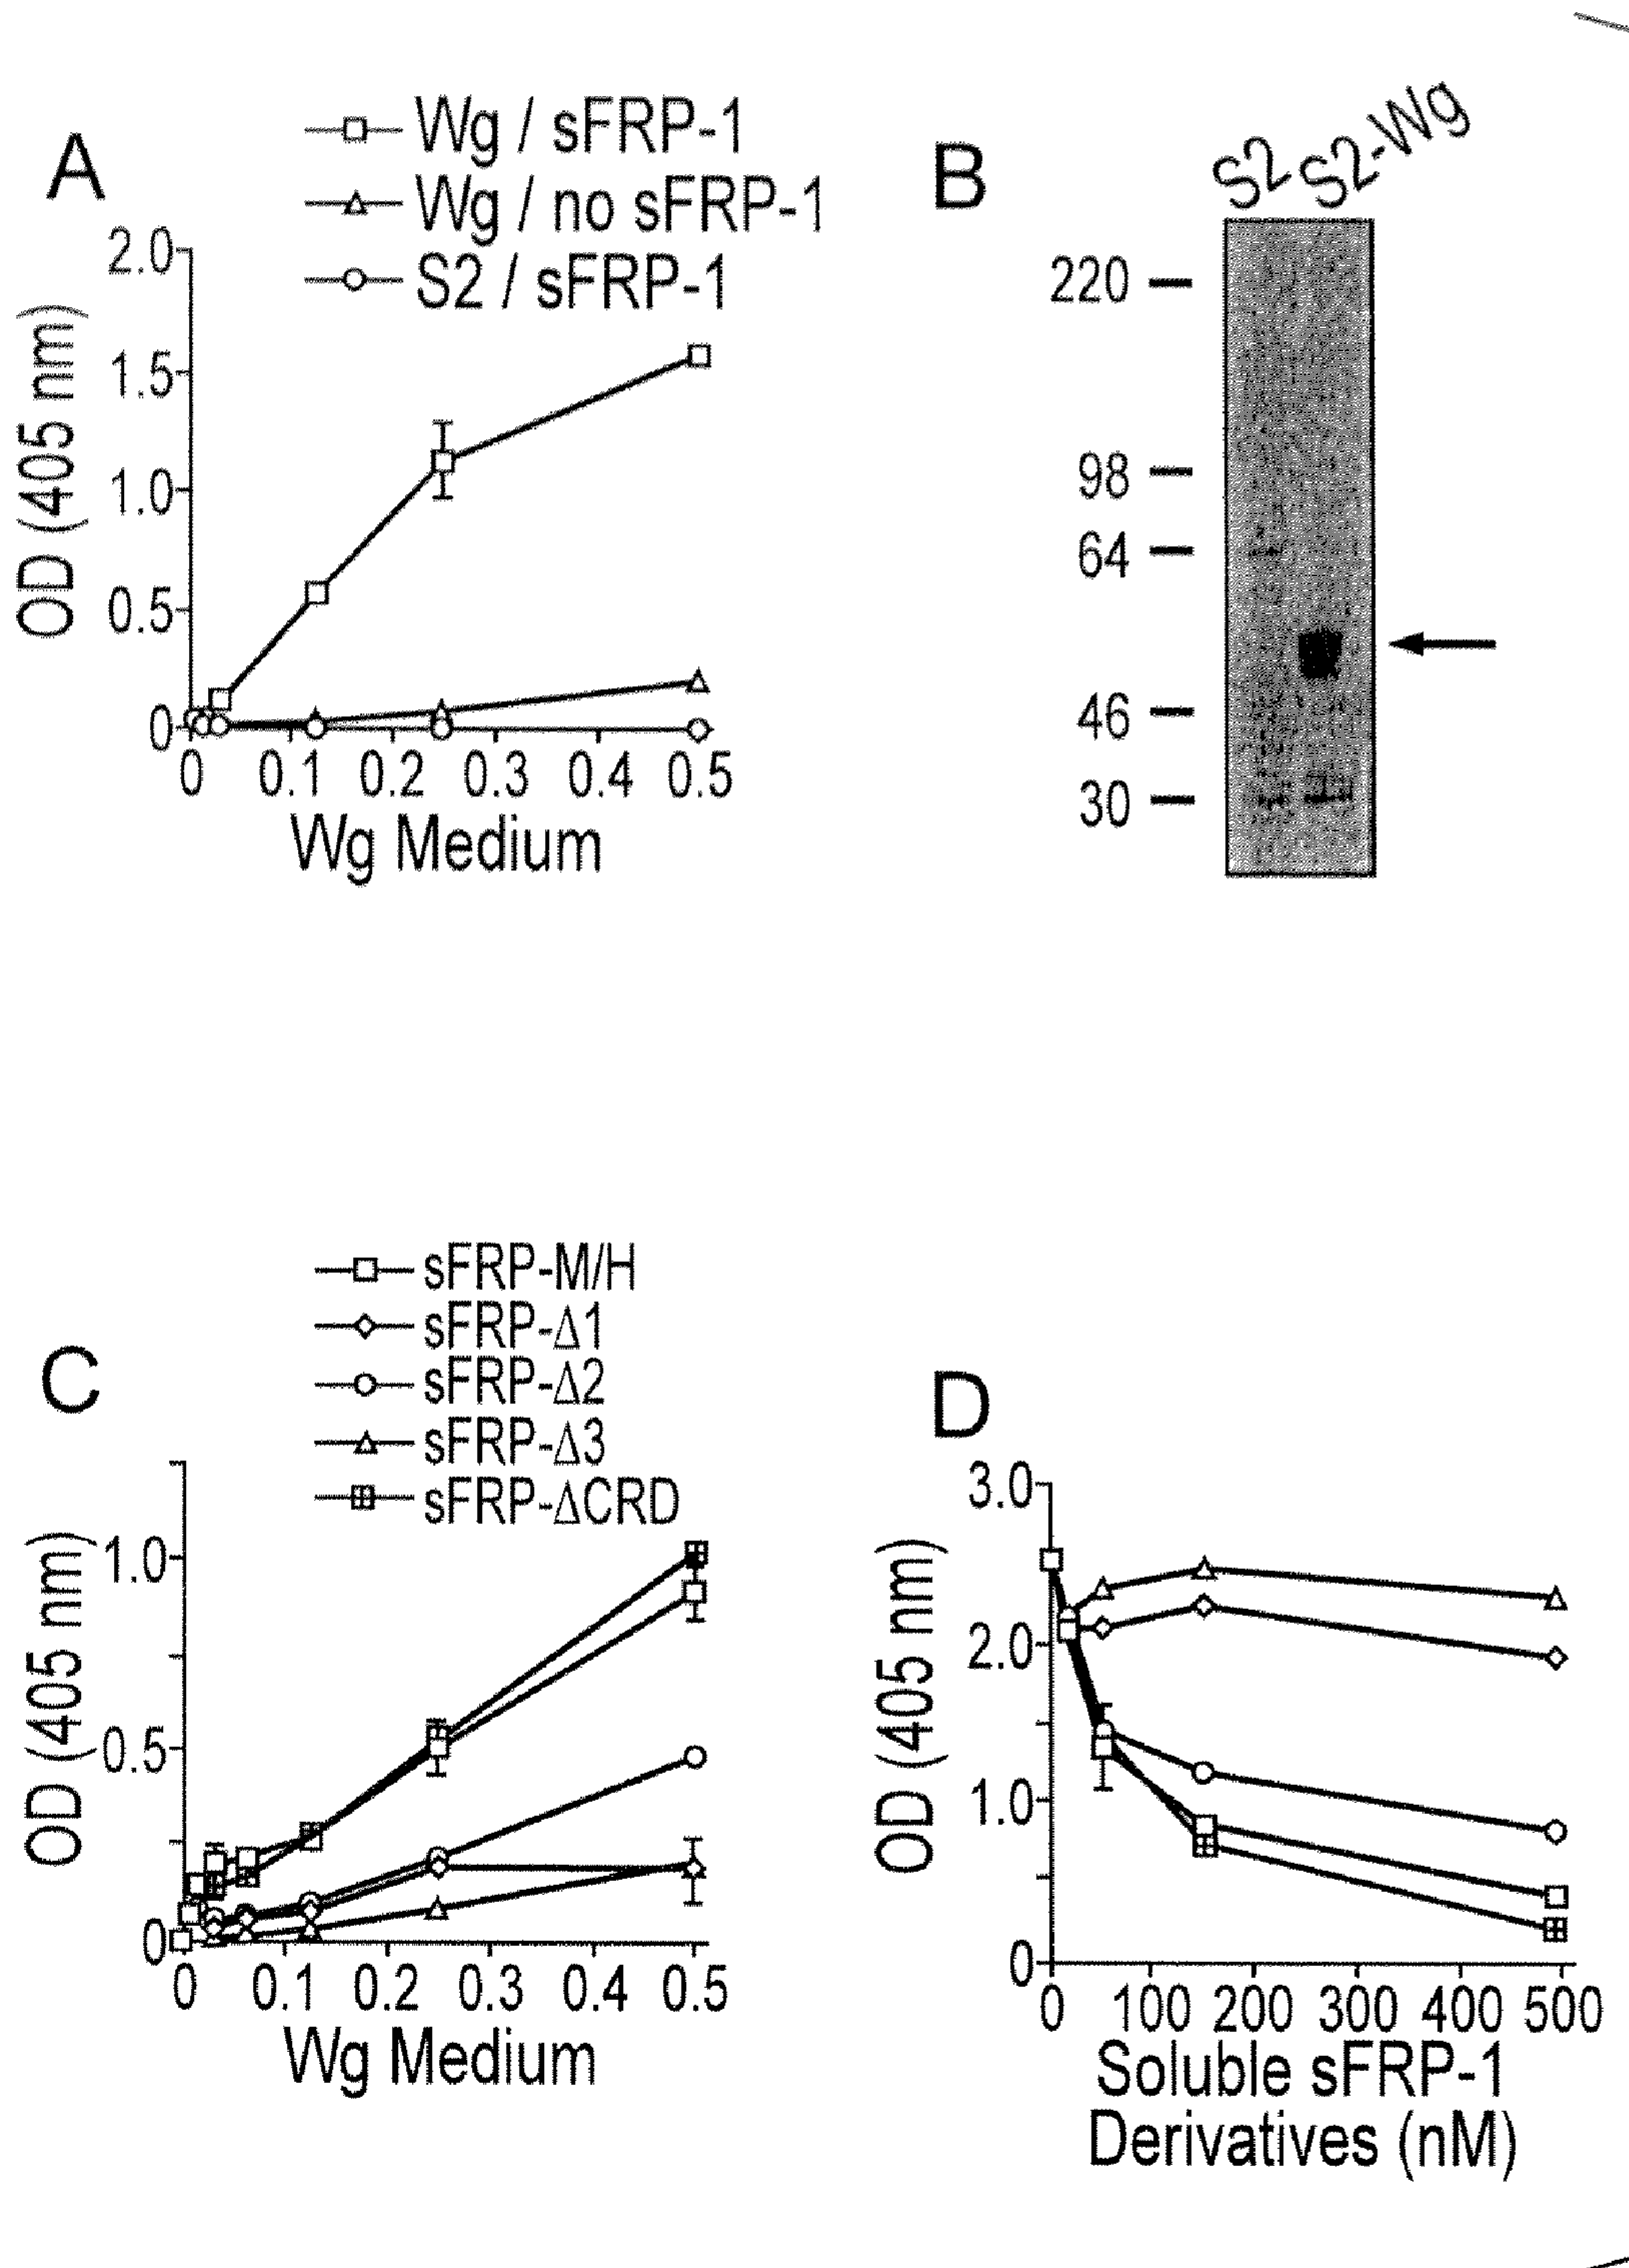 A
Wg / sFRP-1
Wg / no sFRP-1
S2 / sFRP-1
OD (405 nm)
2.0
1.5
1.0
0.5
0
0 0.1 0.2 0.3 0.4 0.5
Wg Medium
B
S2 S2-Wg
220
98
64
46
30
C
sFRP-M/H
sFRP-Δ1
sFRP-Δ2
sFRP-Δ3
sFRP-ΔCRD
OD (405 nm)
1.0
0.5
0
0 0.1 0.2 0.3 0.4 0.5
Wg Medium
D
OD (405 nm)
3.0
2.0
1.0
0
0 100 200 300 400 500
Soluble sFRP-1
Derivatives (nM)